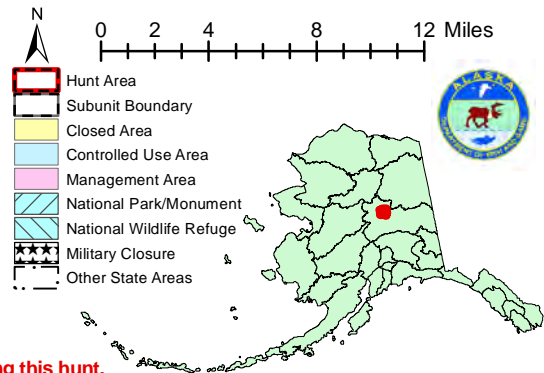 N
0 4 8 12 Miles
Hunt Area
Subunit Boundary
Closed Area
Controlled Use Area
Management Area
National Park/Monument
National Wildlife Refuge
Military Closure
Other State Areas
ALASKA
ng this hunt.